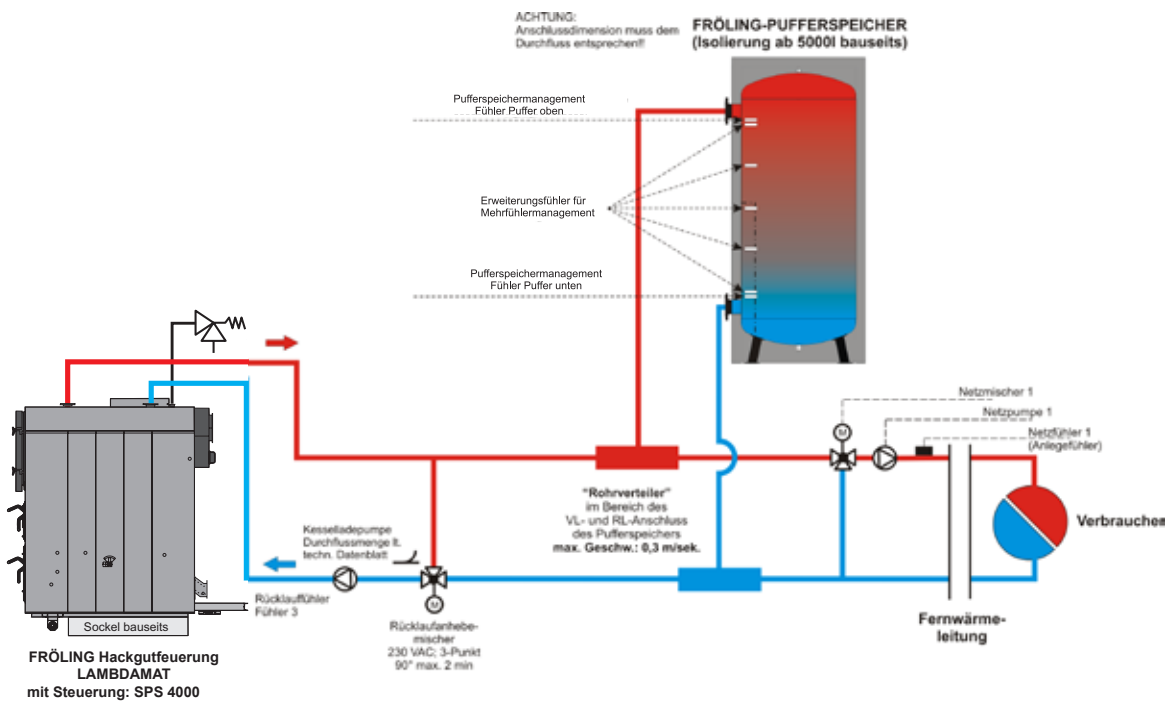 ACHTUNG:
Anschlussdimension muss dem
Durchfluss entsprechen!!
FRÖLING-PUFFERSPEICHER
(Isolierung ab 5000l bauseits)
Pufferspeichermanagement
Fühler Puffer oben
Erweiterungsfühler für
Mehrfühlermanagement
Pufferspeichermanagement
Fühler Puffer unten
Netzmischer 1
Netzpumpe 1
Netzfühler 1
(Anlegefühler)
M
"Rohrverteiler"
im Bereich des
VL- und RL-Anschluss
des Pufferspeichers
max. Geschw.: 0,3 m/sek.
Verbraucher
Kesselladepumpe
Durchflussmenge lt.
techn. Datenblatt
Rücklauffühler
Fühler 3
M
Rücklaufanhebe-
mischer
230 VAC; 3-Punkt
90° max. 2 min
Fernwärme-
leitung
Sockel bauseits
FRÖLING Hackgutfeuerung
LAMBDAMAT
mit Steuerung: SPS 4000